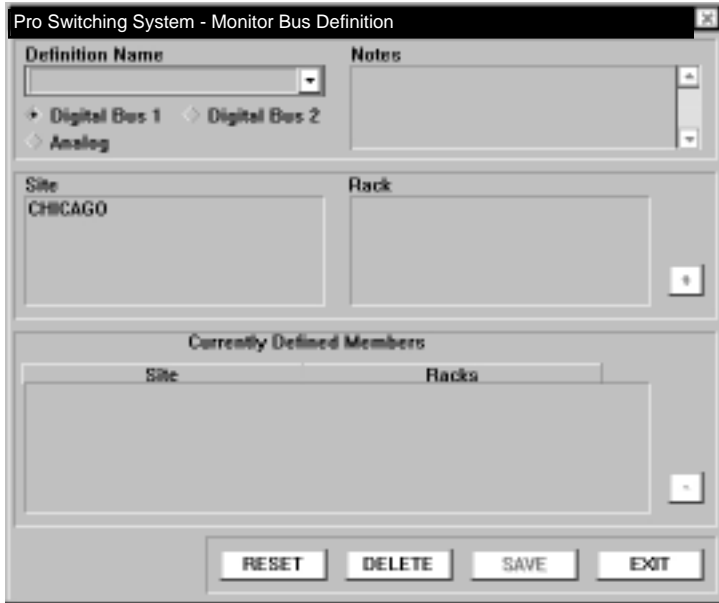 Pro Switching System - Monitor Bus Definition
Definition Name
Notes
Digital Bus 1
Digital Bus 2
Analog
Site
Rack
CHICAGO
+
Currently Defined Members
Site
Racks
-
RESET
DELETE
SAVE
EXIT